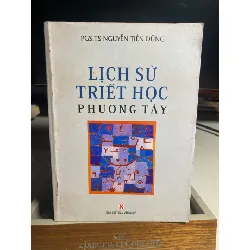 PGS.TS NGUYỄN TIẾN DŨNG
LỊCH SỬ
TRIẾT HỌC
PHƯƠNG TÂY